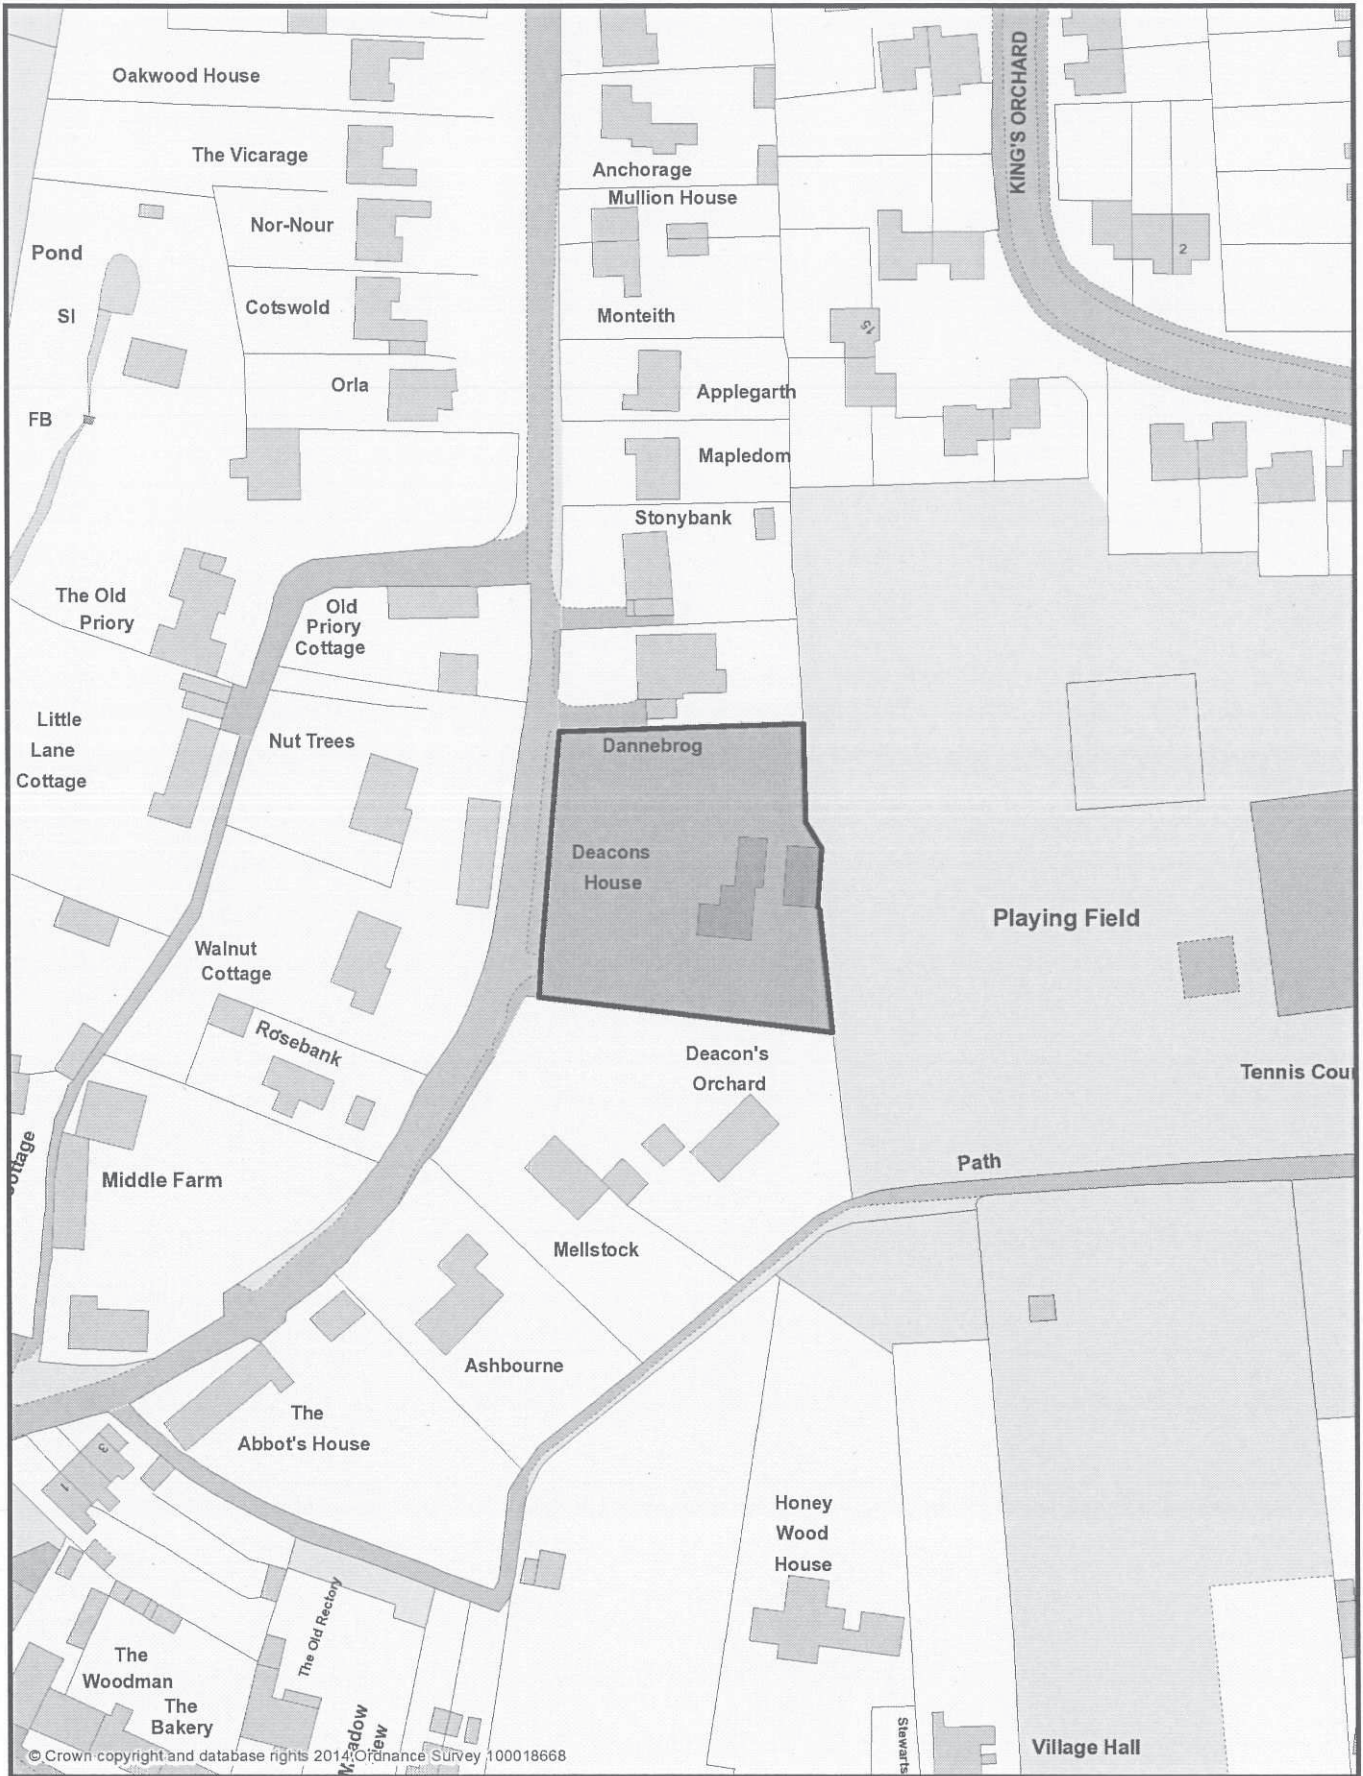 Oakwood House
KING'S ORCHARD
The Vicarage
Anchorage
Mullion House
Nor-Nour
2
Pond
Cotswold
SI
Monteith
15
Orla
Applegarth
FB
Mapledom
Stonybank
The Old
Priory
Old
Priory
Cottage
Little
Lane
Cottage
Nut Trees
Dannebrog
Deacons
House
Playing Field
Walnut
Cottage
Rosebank
Deacon's
Orchard
Tennis Cour
ottage
Middle Farm
Path
Mellstock
Ashbourne
The
Abbot's House
3
1
Honey
Wood
House
The Old Rectory
The
Woodman
The
Bakery
Stewarts
Village Hall
© Crown copyright and database rights 2014 Ordnance Survey 100018668